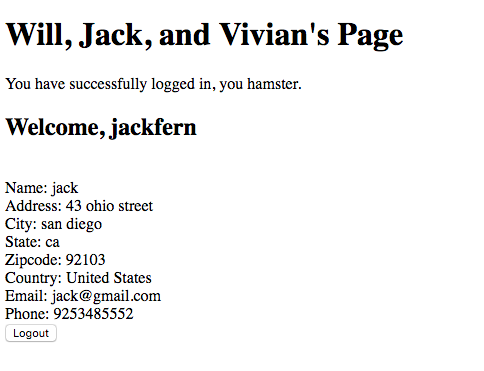 Will, Jack, and Vivian's Page
You have successfully logged in, you hamster.
Welcome, jackfern
Name: jack
Address: 43 ohio street
City: san diego
State: ca
Zipcode: 92103
Country: United States
Email: jack@gmail.com
Phone: 9253485552
Logout